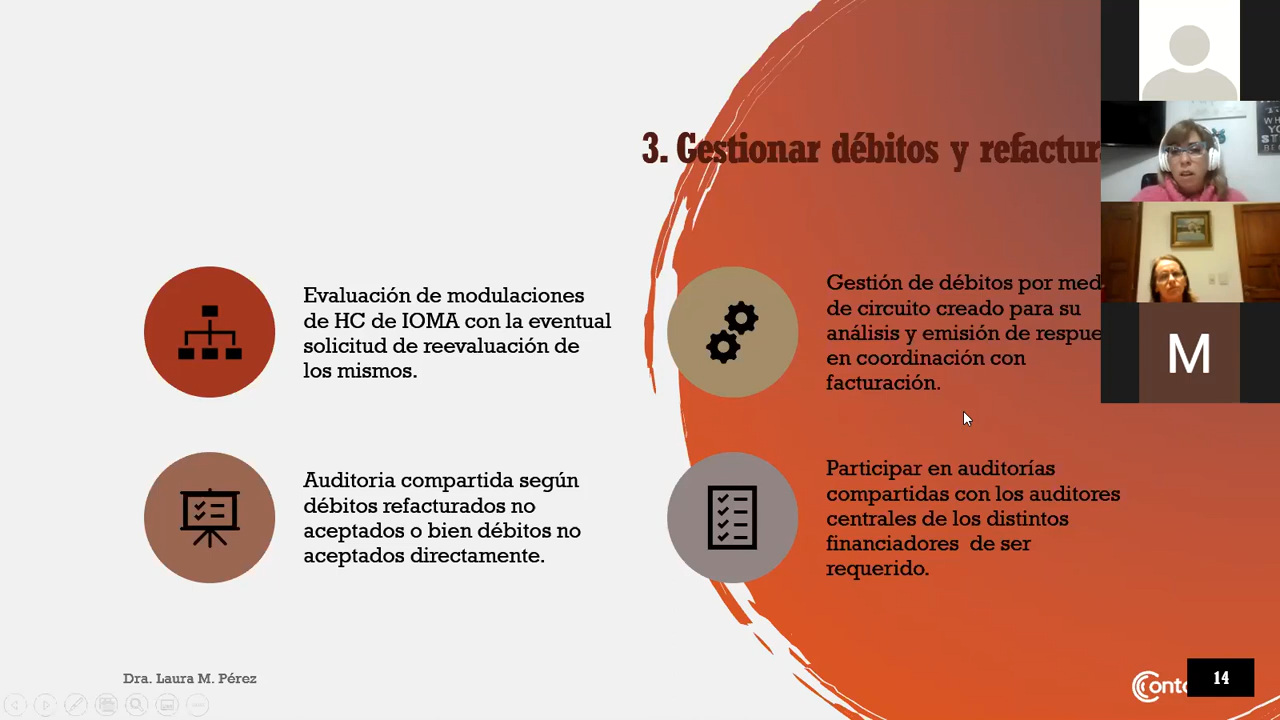 3. Gestionar débitos y refactur
Evaluación de modulaciones
de HC de IOMA con la eventual
solicitud de reevaluación de
los mismos.
Gestión de débitos por med
de circuito creado para su
análisis y emisión de respue
en coordinación con
facturación.
Auditoria compartida según
débitos refacturados no
aceptados o bien débitos no
aceptados directamente.
Participar en auditorías
compartidas con los auditores
centrales de los distintos
financiadores de ser
requerido.
M
Dra. Laura M. Pérez
14